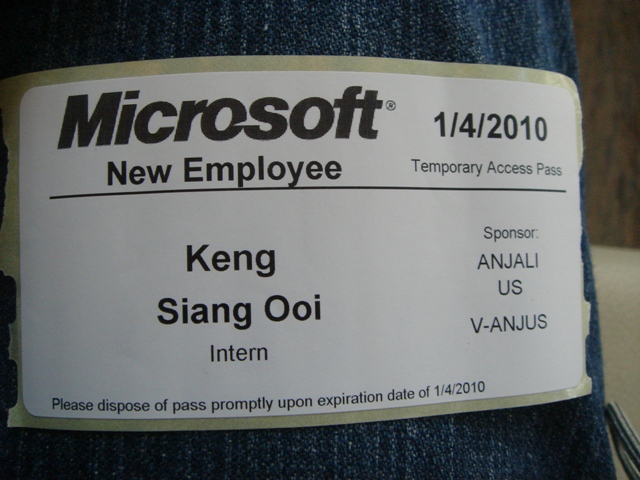 Microsoft® 1/4/2010
New Employee Temporary Access Pass
Keng
Siang Ooi
Intern
Sponsor:
ANJALI
US
V-ANJUS
Please dispose of pass promptly upon expiration date of 1/4/2010